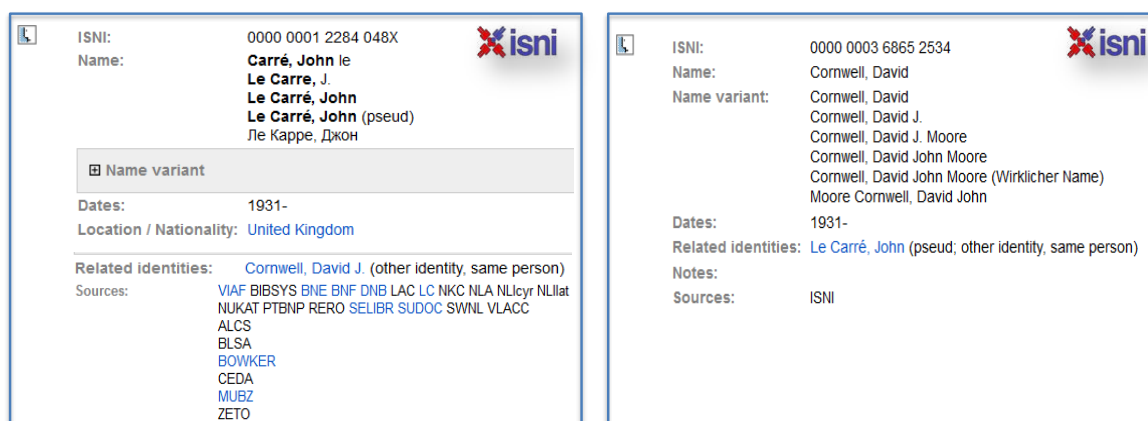 isni
ISNI: 0000 0001 2284 048X
Name: Carré, John le
Le Carre, J.
Le Carré, John
Le Carré, John (pseud)
Ле Карре, Джон
Name variant
Dates: 1931-
Location / Nationality: United Kingdom
Related identities: Cornwell, David J. (other identity, same person)
Sources: VIAF BIBSYS BNE BNF DNB LAC LC NKC NLA NLIcyr NLIlat
NUKAT PTBNP RERO SELIBR SUDOC SWNL VLACC
ALCS
BLSA
BOWKER
CEDA
MUBZ
ZETO
isni
ISNI: 0000 0003 6865 2534
Name: Cornwell, David
Name variant: Cornwell, David
Cornwell, David J.
Cornwell, David J. Moore
Cornwell, David John Moore
Cornwell, David John Moore (Wirklicher Name)
Moore Cornwell, David John
Dates: 1931-
Related identities: Le Carré, John (pseud; other identity, same person)
Notes:
Sources: ISNI